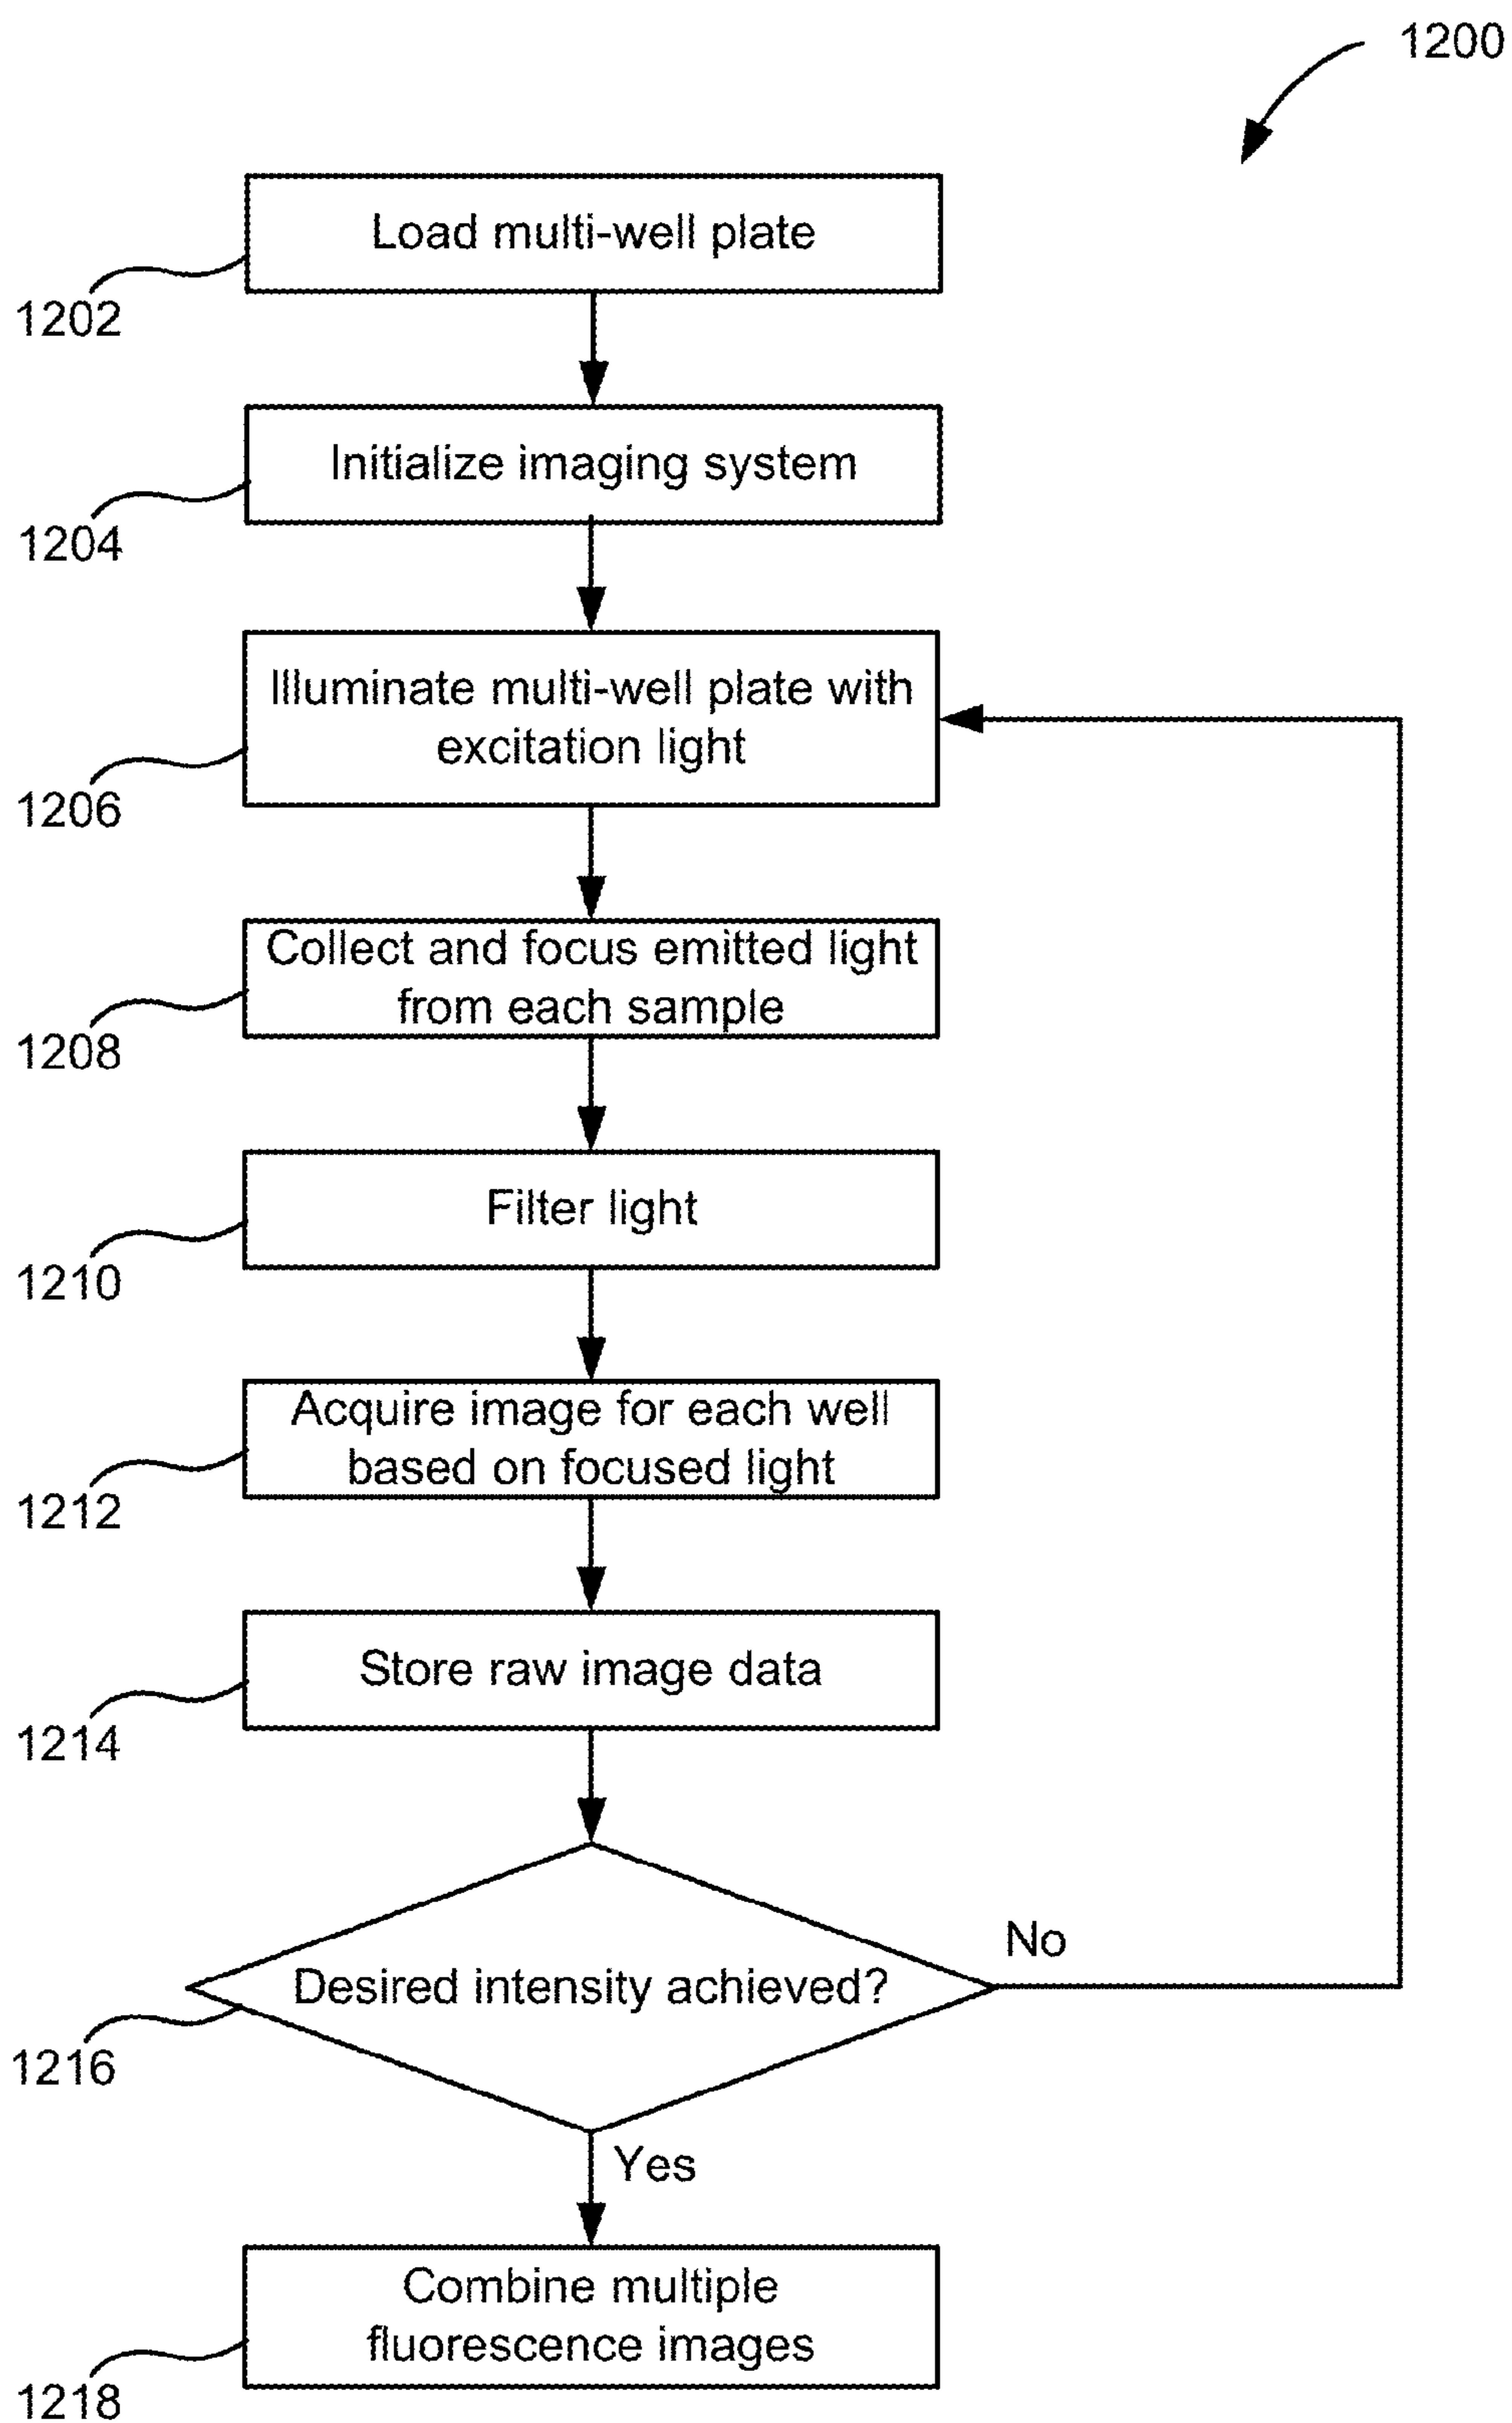 1200
Load multi-well plate
1202
Initialize imaging system
1204
Illuminate multi-well plate with
excitation light
1206
Collect and focus emitted light
from each sample
1208
Filter light
1210
Acquire image for each well
based on focused light
1212
Store raw image data
1214
No
Desired intensity achieved?
1216
Yes
Combine multiple
fluorescence images
1218